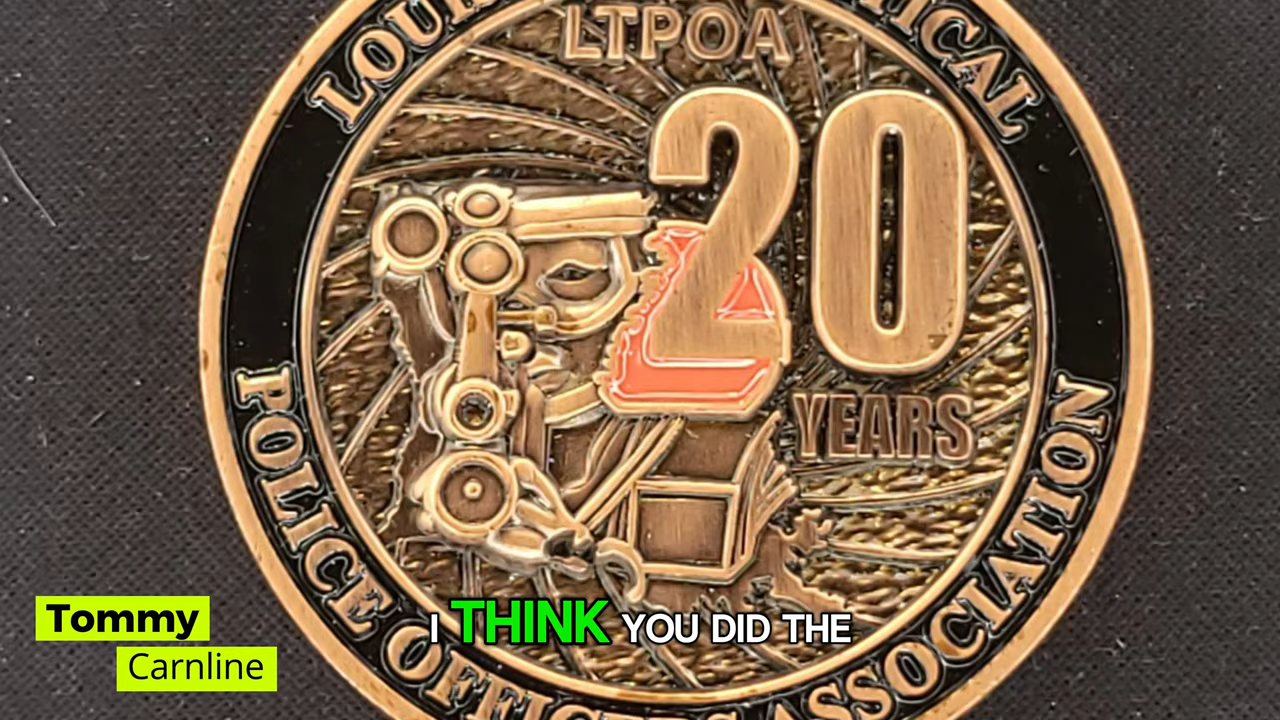 LTPOA
20
YEARS
POLICE OFFICERS ASSOCIATION
I THINK YOU DID THE
Tommy
Carnline